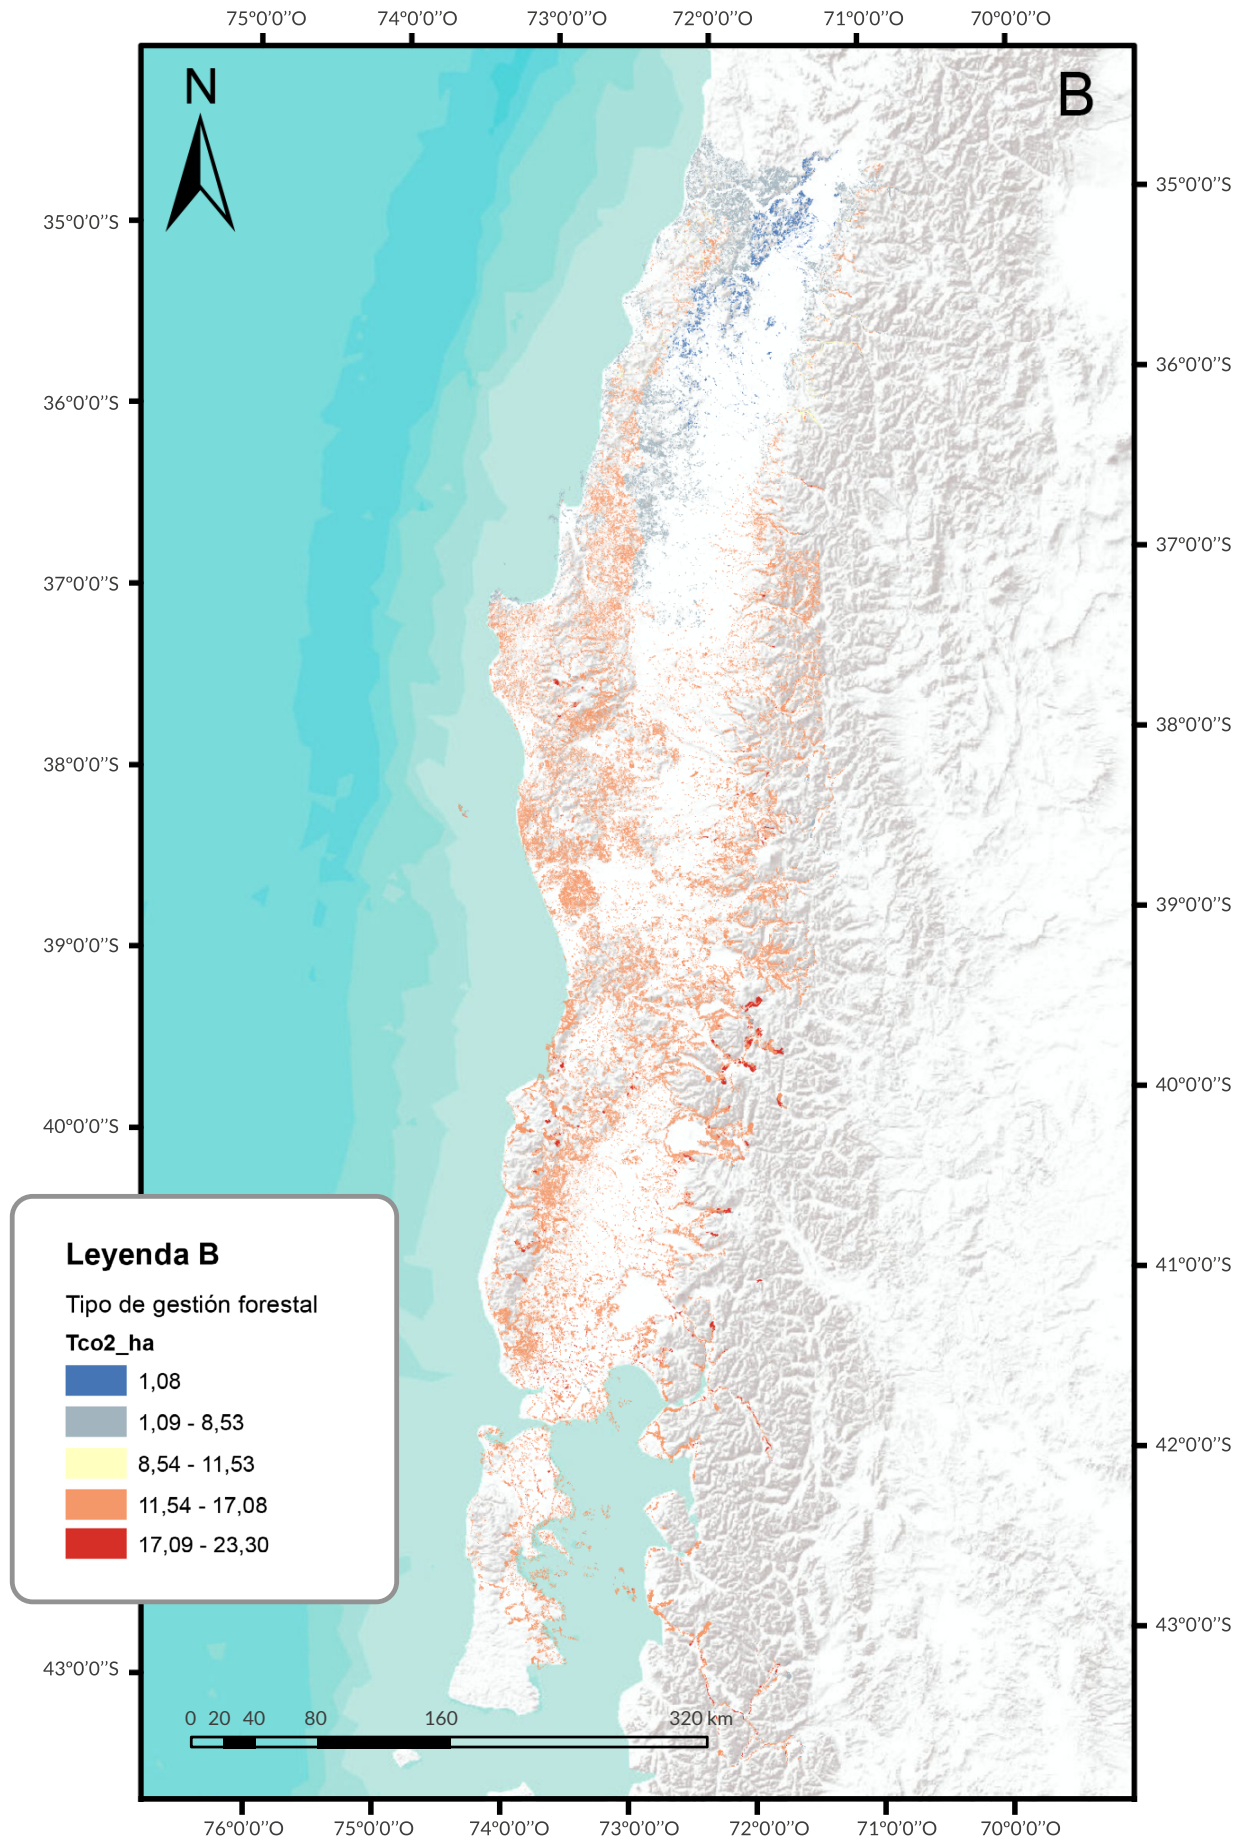 75°0'0''O 74°0'0''O 73°0'0''O 72°0'0''O 71°0'0''O 70°0'0''O
N
B
35°0'0''S
35°0'0''S
36°0'0''S
36°0'0''S
37°0'0''S
37°0'0''S
38°0'0''S
38°0'0''S
39°0'0''S
39°0'0''S
40°0'0''S
40°0'0''S
41°0'0''S
42°0'0''S
43°0'0''S
43°0'0''S
Leyenda B
Tipo de gestión forestal
Tco2_ha
1,08
1,09 - 8,53
8,54 - 11,53
11,54 - 17,08
17,09 - 23,30
0 20 40 80 160 320 km
76°0'0''O 75°0'0''O 74°0'0''O 73°0'0''O 72°0'0''O 71°0'0''O 70°0'0''O